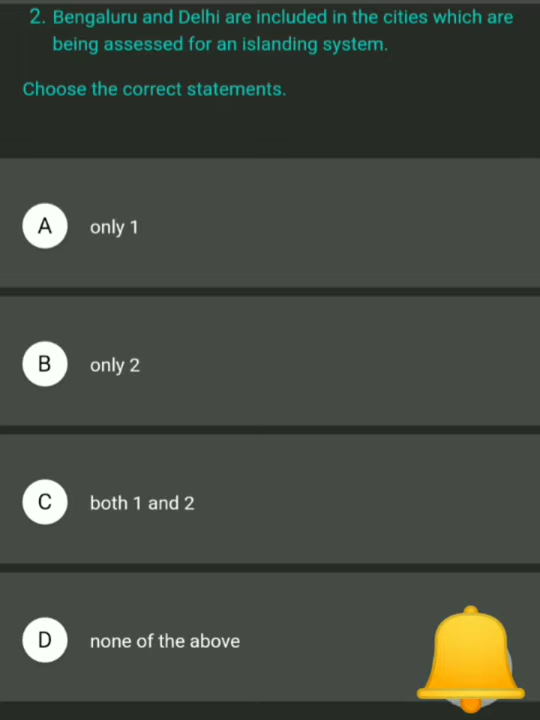 2. Bengaluru and Delhi are included in the cities which are
being assessed for an islanding system.
Choose the correct statements.
A only 1
B only 2
C both 1 and 2
D none of the above